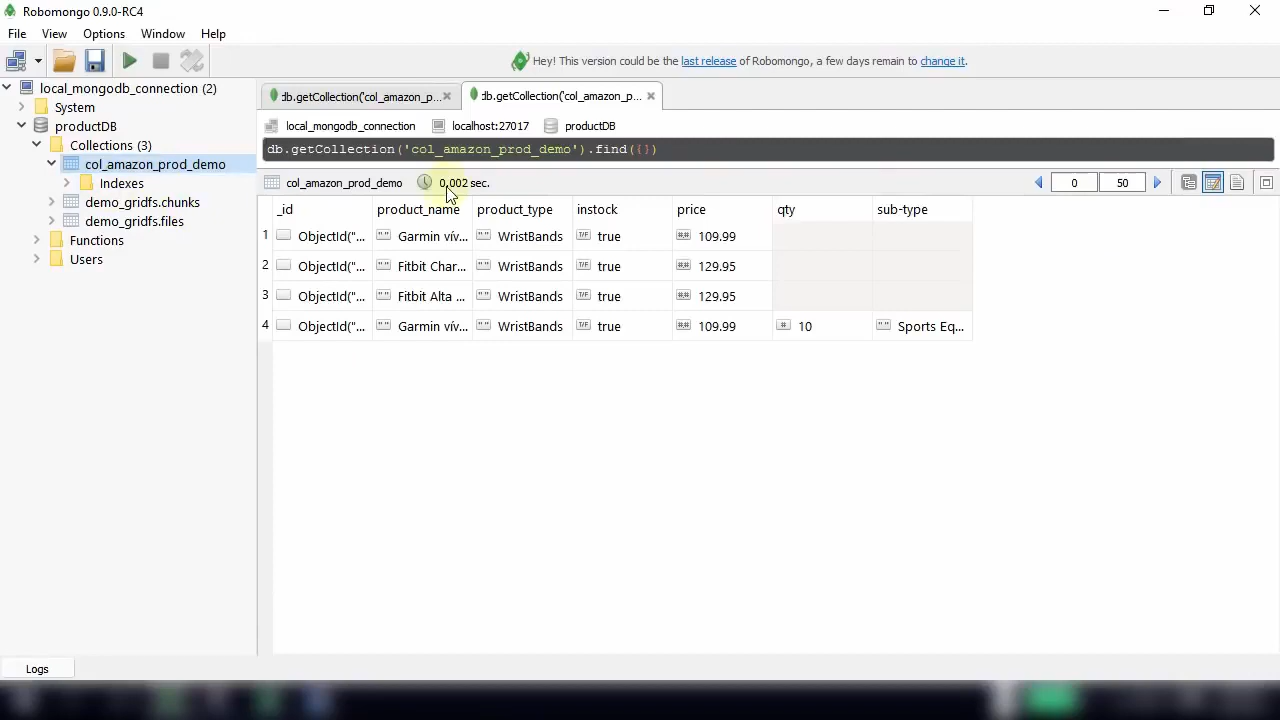 Robomongo 0.9.0-RC4
File View Options Window Help
Hey! This version could be the last release of Robomongo, a few days remain to change it.
local_mongodb_connection (2)
System
productDB
Collections (3)
col_amazon_prod_demo
Indexes
demo_gridfs.chunks
demo_gridfs.files
Functions
Users
db.getCollection('col_amazon_p... db.getCollection('col_amazon_p...
local_mongodb_connection localhost:27017 productDB
db.getCollection('col_amazon_prod_demo').find({})
col_amazon_prod_demo 0.002 sec. 0 50
_id product_name product_type instock price qty sub-type
1 ObjectId("... Garmin vív... WristBands true 109.99
2 ObjectId("... Fitbit Char... WristBands true 129.95
3 ObjectId("... Fitbit Alta ... WristBands true 129.95
4 ObjectId("... Garmin vív... WristBands true 109.99 10 Sports Eq...
Logs